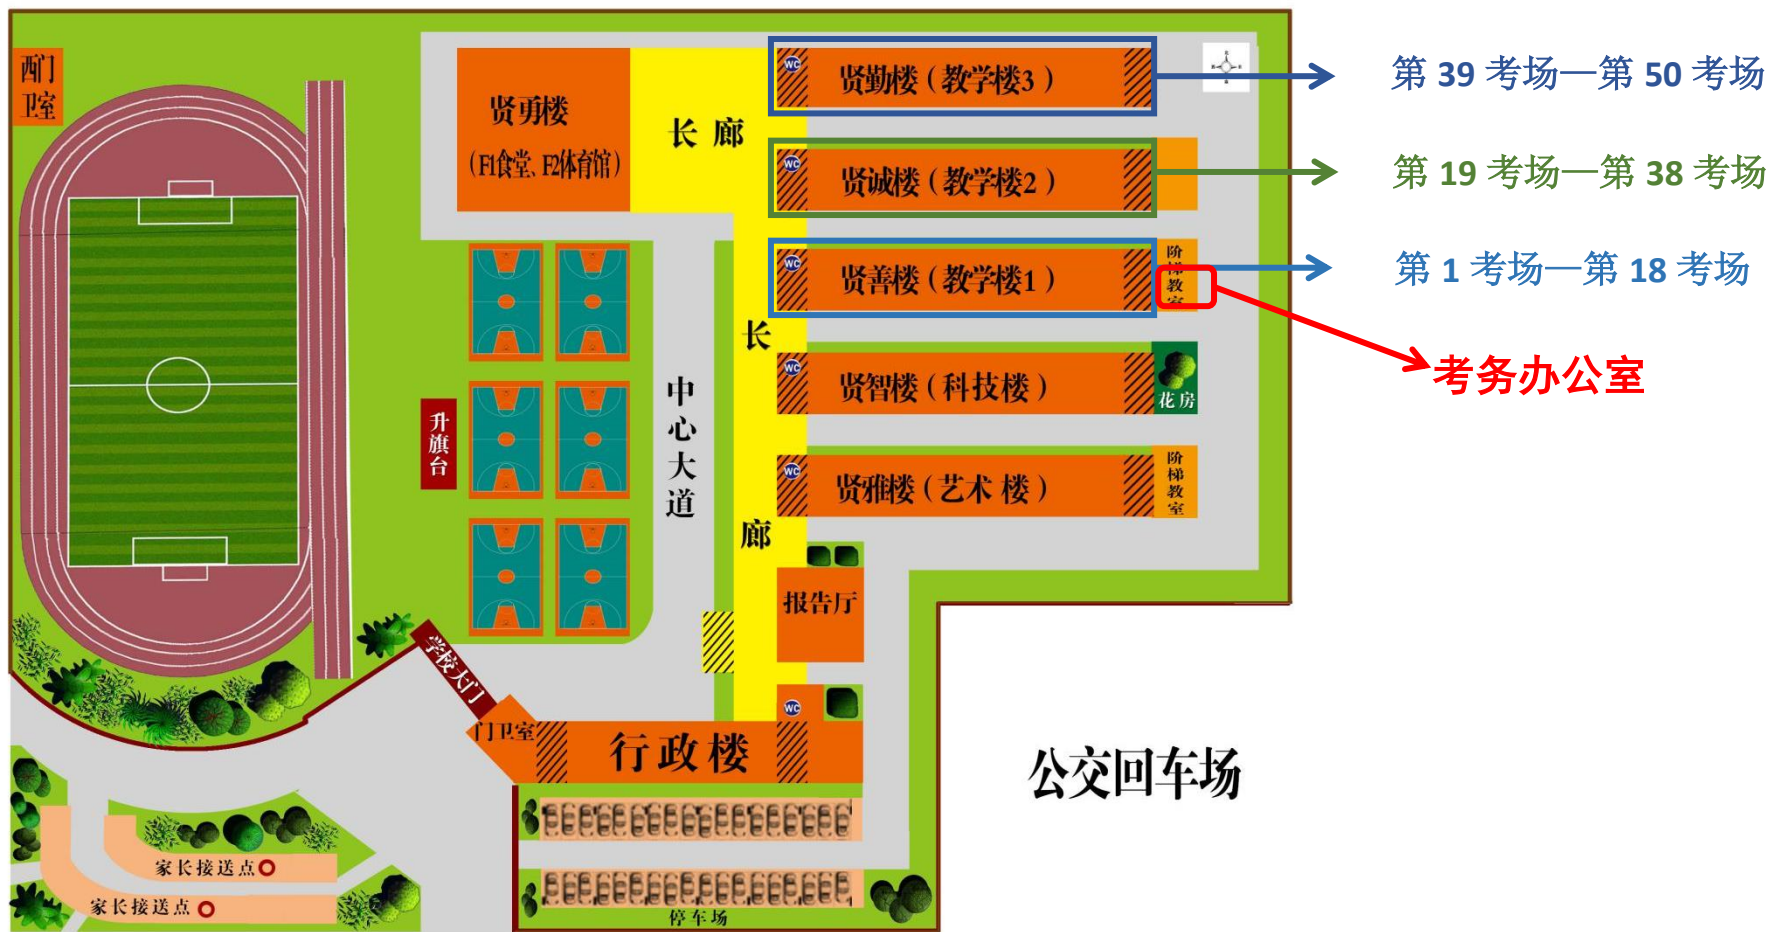 西门
卫室
贤勇楼
(F1食堂、F2体育馆)
长廊
WC
贤勤楼(教学楼3)
第 39 考场—第 50 考场
WC
贤诚楼(教学楼2)
第 19 考场—第 38 考场
WC
贤善楼(教学楼1)
阶梯教室
第 1 考场—第 18 考场
考务办公室
长廊
中心大道
升旗台
WC
贤智楼(科技楼)
花房
WC
贤雅楼(艺术 楼)
阶梯教室
报告厅
学校大门
门卫室
WC
行政楼
公交回车场
家长接送点
家长接送点
停车场